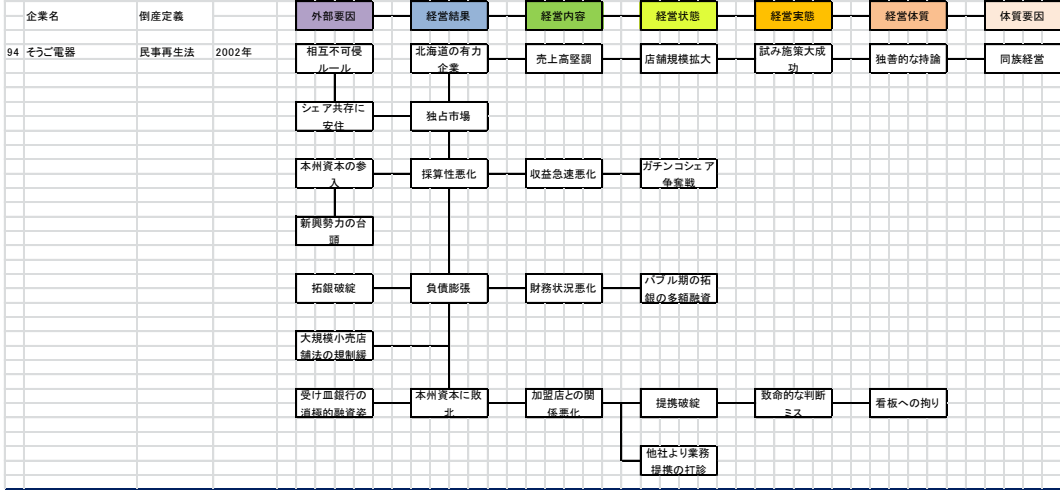 企業名 倒産定義 外部要因 経営結果 経営内容 経営状態 経営実態 経営体質 体質要因
94 そうご電器 民事再生法 2002年 相互不可侵ルール 北海道の有力企業 売上高堅調 店舗規模拡大 試み施策大成功 独善的な持論 同族経営
シェア共存に安住 独占市場
本州資本の参入 採算性悪化 収益急速悪化 ガチンコシェア争奪戦
新興勢力の台頭
拓銀破綻 負債膨張 財務状況悪化 バブル期の拓銀の多額融資
大規模小売店舗法の規制緩
受け皿銀行の消極的融資姿 本州資本に敗北 加盟店との関係悪化 提携破綻 致命的な判断ミス 看板への拘り
他社より業務提携の打診